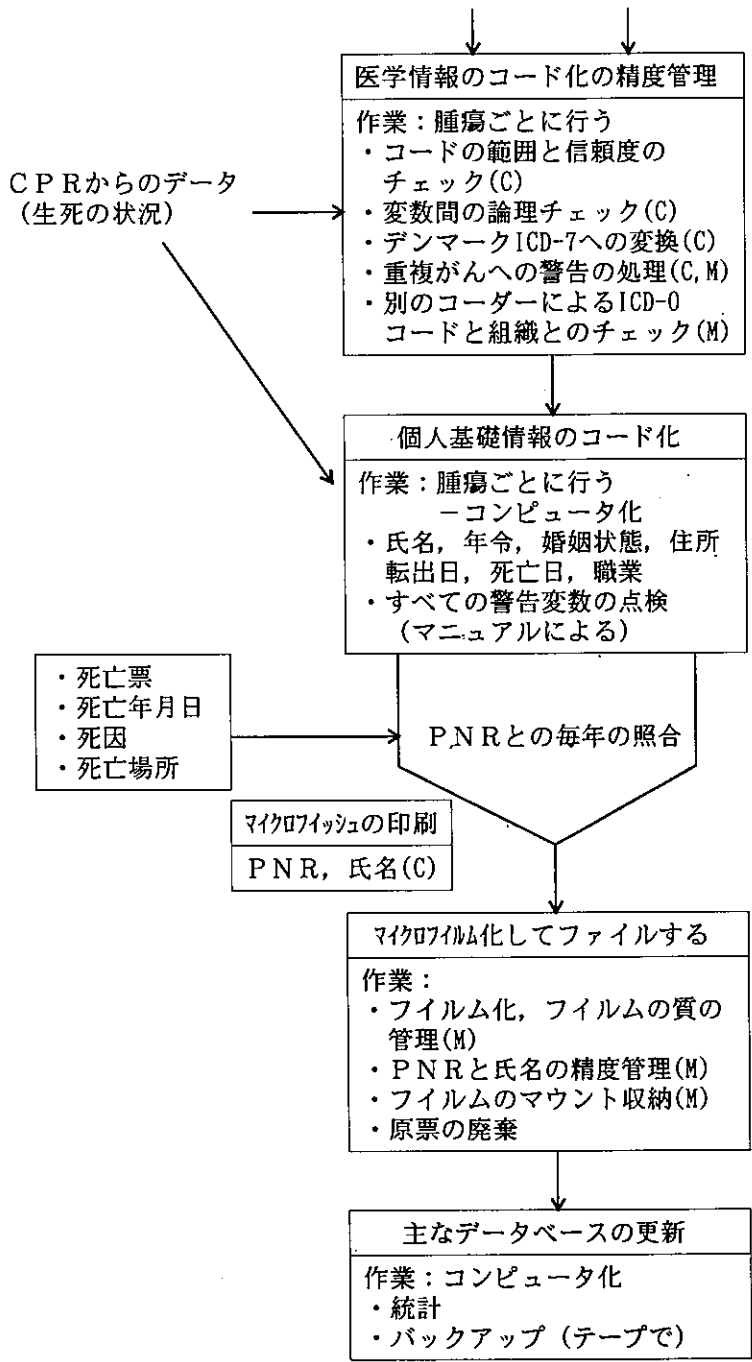 医学情報のコード化の精度管理
作業：腫瘍ごとに行う
・コードの範囲と信頼度の
チェック(C)
・変数間の論理チェック(C)
・デンマークICD-7への変換(C)
・重複がんへの警告の処理(C,M)
・別のコーダーによるICD-O
コードと組織とのチェック(M)
ＣＰＲからのデータ
（生死の状況）
個人基礎情報のコード化
作業：腫瘍ごとに行う
－コンピュータ化
・氏名，年令，婚姻状態，住所
転出日，死亡日，職業
・すべての警告変数の点検
（マニュアルによる）
・死亡票
・死亡年月日
・死因
・死亡場所
ＰＮＲとの毎年の照合
マイクロフィッシュの印刷
ＰＮＲ，氏名(C)
マイクロフイルム化してファイルする
作業：
・フイルム化，フイルムの質の
管理(M)
・ＰＮＲと氏名の精度管理(M)
・フイルムのマウント収納(M)
・原票の廃棄
主なデータベースの更新
作業：コンピュータ化
・統計
・バックアップ（テープで）